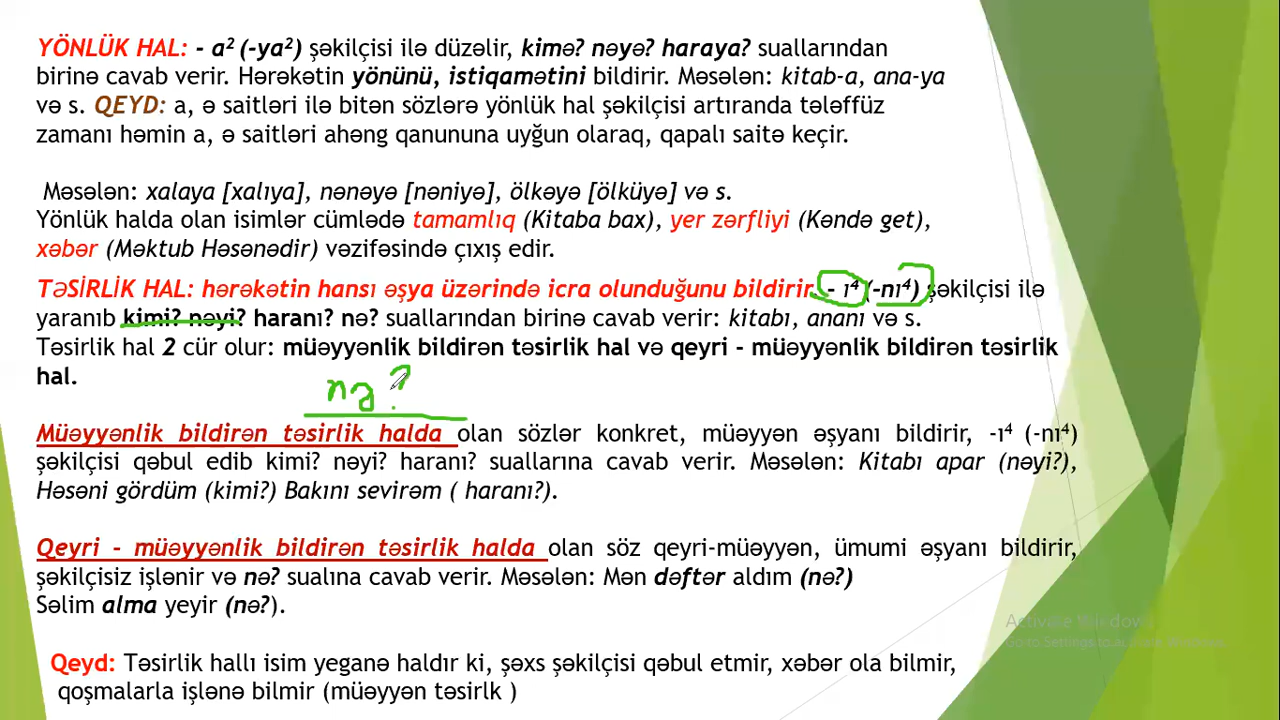 YÖNLÜK HAL: - a² (-ya²) şəkilçisi ilə düzəlir, kimə? nəyə? haraya? suallarından
birinə cavab verir. Hərəkətin yönünü, istiqamətini bildirir. Məsələn: kitab-a, ana-ya
və s. QEYD: a, ə saitləri ilə bitən sözlərə yönlük hal şəkilçisi artıranda tələffüz
zamanı həmin a, ə saitləri ahəng qanununa uyğun olaraq, qapalı saitə keçir.
Məsələn: xalaya [xalıya], nənəyə [nəniyə], ölkəyə [ölküyə] və s.
Yönlük halda olan isimlər cümlədə tamamlıq (Kitaba bax), yer zərfliyi (Kəndə get),
xəbər (Məktub Həsənədir) vəzifəsində çıxış edir.
TƏSİRLİK HAL: hərəkətin hansı əşya üzərində icra olunduğunu bildirir. - ı⁴ (-nı⁴) şəkilçisi ilə
yaranıb kimi? nəyi? haranı? nə? suallarından birinə cavab verir: kitabı, ananı və s.
Təsirlik hal 2 cür olur: müəyyənlik bildirən təsirlik hal və qeyri - müəyyənlik bildirən təsirlik
hal.
nə?
Müəyyənlik bildirən təsirlik halda olan sözlər konkret, müəyyən əşyanı bildirir, -ı⁴ (-nı⁴)
şəkilçisi qəbul edib kimi? nəyi? haranı? suallarına cavab verir. Məsələn: Kitabı apar (nəyi?),
Həsəni gördüm (kimi?) Bakını sevirəm ( haranı?).
Qeyri - müəyyənlik bildirən təsirlik halda olan söz qeyri-müəyyən, ümumi əşyanı bildirir,
şəkilçisiz işlənir və nə? sualına cavab verir. Məsələn: Mən dəftər aldım (nə?)
Səlim alma yeyir (nə?).
Qeyd: Təsirlik hallı isim yeganə haldır ki, şəxs şəkilçisi qəbul etmir, xəbər ola bilmir,
qoşmalarla işlənə bilmir (müəyyən təsirlk )
Activate Windows
Go to Settings to activate Windows.